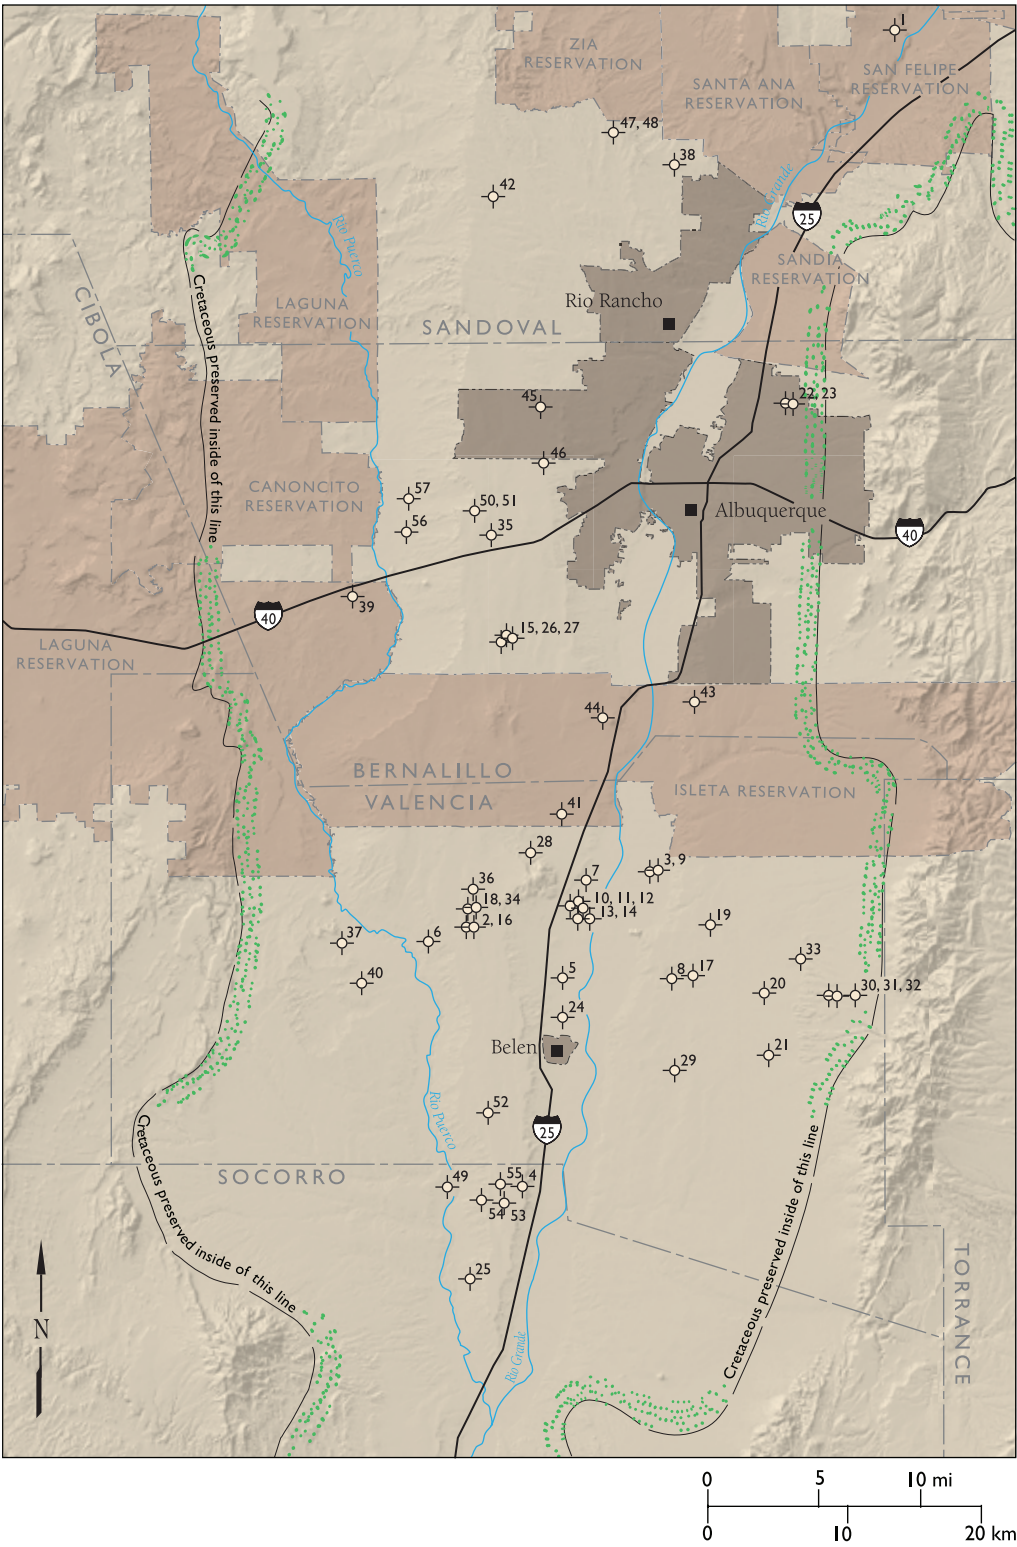 1
ZIA
RESERVATION
SAN FELIPE
RESERVATION
SANTA ANA
RESERVATION
47, 48
38
42
Rio Grande
25
Rio Puerco
SANDIA
RESERVATION
CIBOLA
Cretaceous preserved inside of this line
LAGUNA
RESERVATION
Rio Rancho
SANDOVAL
45
22, 23
46
57
CANONCITO
RESERVATION
50, 51
Albuquerque
56
35
40
39
40
15, 26, 27
LAGUNA
RESERVATION
43
44
BERNALILLO
VALENCIA
ISLETA RESERVATION
41
28
3, 9
7
36
10, 11, 12
18, 34
13, 14
2, 16
19
37
6
33
5
8
17
40
20
30, 31, 32
24
Belen
21
29
52
Rio Puerco
25
Cretaceous preserved inside of this line
Cretaceous preserved inside of this line
SOCORRO
49
55
4
54
53
25
TORRANCE
N
Rio Grande
0
5
10 mi
0
10
20 km